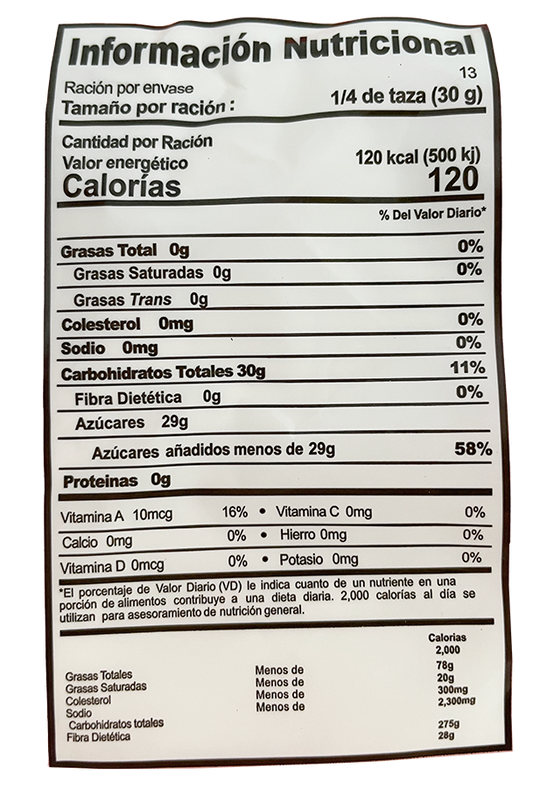 Información Nutricional
13
Ración por envase
Tamaño por ración: 1/4 de taza (30 g)
Cantidad por Ración
Valor energético 120 kcal (500 kj)
Calorías 120
% Del Valor Diario*
Grasas Total 0g 0%
Grasas Saturadas 0g 0%
Grasas Trans 0g
Colesterol 0mg 0%
Sodio 0mg 0%
Carbohidratos Totales 30g 11%
Fibra Dietética 0g 0%
Azúcares 29g
Azúcares añadidos menos de 29g 58%
Proteinas 0g
Vitamina A 10mcg 16% • Vitamina C 0mg 0%
Calcio 0mg 0% • Hierro 0mg 0%
Vitamina D 0mcg 0% • Potasio 0mg 0%
*El porcentaje de Valor Diario (VD) le indica cuanto de un nutriente en una
porción de alimentos contribuye a una dieta diaria. 2,000 calorías al día se
utilizan para asesoramiento de nutrición general.
Calorias
2,000
Grasas Totales Menos de 78g
Grasas Saturadas Menos de 20g
Colesterol Menos de 300mg
Sodio Menos de 2,300mg
Carbohidratos totales 275g
Fibra Dietética 28g